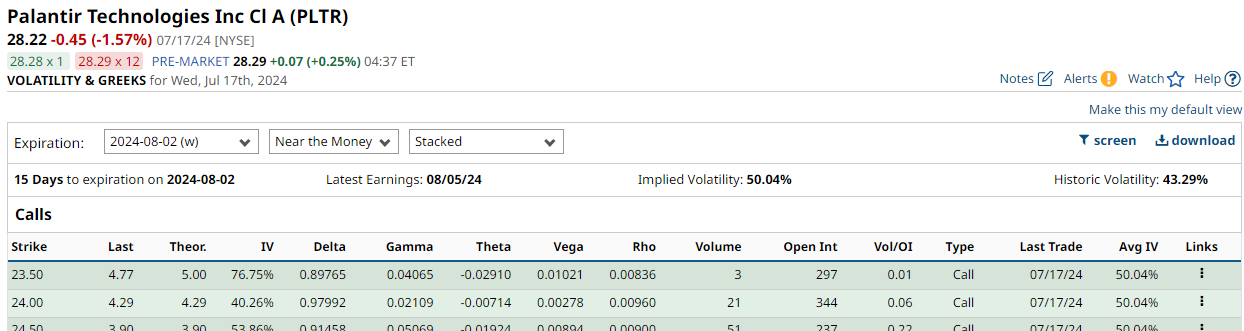 Palantir Technologies Inc Cl A (PLTR)
28.22 -0.45 (-1.57%) 07/17/24 [NYSE]
28.28 x 1 28.29 x 12 PRE-MARKET 28.29 +0.07 (+0.25%) 04:37 ET
VOLATILITY & GREEKS for Wed, Jul 17th, 2024
Notes Alerts Watch Help
Make this my default view
Expiration: 2024-08-02 (w) Near the Money Stacked screen download
15 Days to expiration on 2024-08-02 Latest Earnings: 08/05/24 Implied Volatility: 50.04% Historic Volatility: 43.29%
Calls
Strike Last Theor. IV Delta Gamma Theta Vega Rho Volume Open Int Vol/OI Type Last Trade Avg IV Links
23.50 4.77 5.00 76.75% 0.89765 0.04065 -0.02910 0.01021 0.00836 3 297 0.01 Call 07/17/24 50.04%
24.00 4.29 4.29 40.26% 0.97992 0.02109 -0.00714 0.00278 0.00960 21 344 0.06 Call 07/17/24 50.04%
24.50 3.90 3.90 53.86% 0.91458 0.05069 -0.01924 0.00894 0.00900 51 237 0.22 Call 07/17/24 50.04%